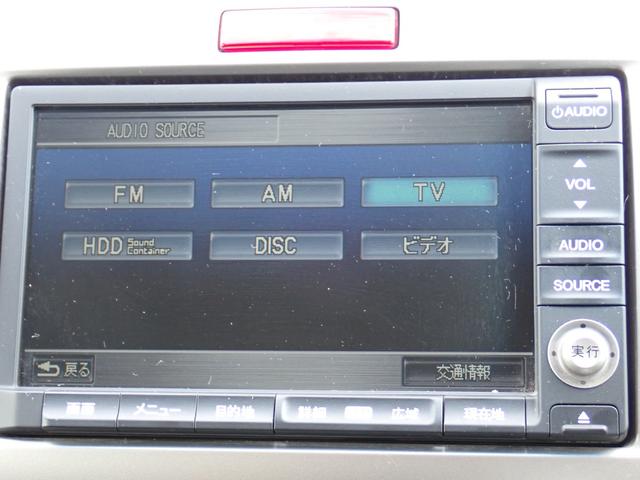 AUDIO SOURCE
FM AM TV
HDD Sound Container DISC ビデオ
戻る 交通情報
AUDIO
VOL
AUDIO
SOURCE
実行
画面 メニュー 目的地 詳細 広域 現在地